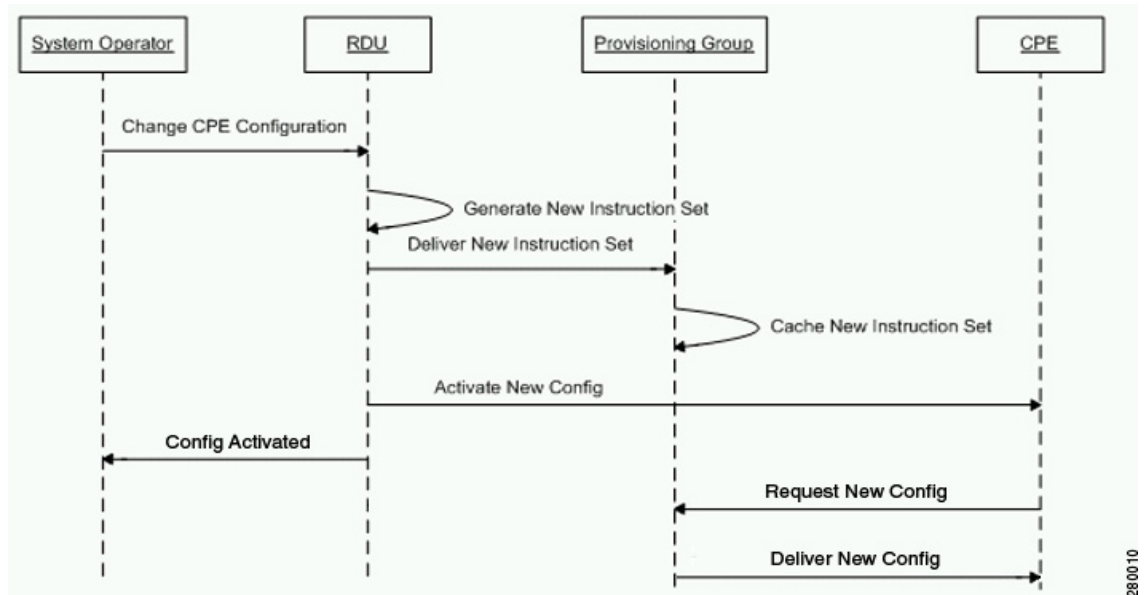 System Operator
RDU
Provisioning Group
CPE
Change CPE Configuration
Generate New Instruction Set
Deliver New Instruction Set
Cache New Instruction Set
Activate New Config
Config Activated
Request New Config
Deliver New Config
280010